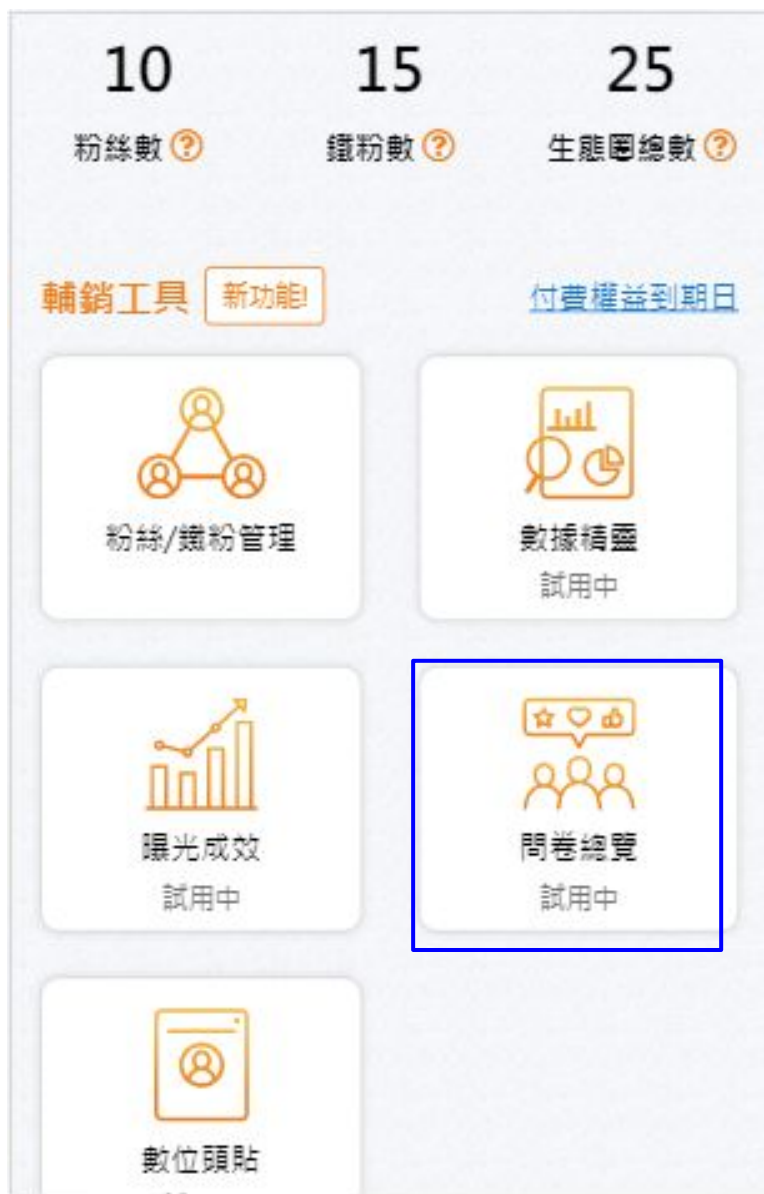 10 15 25
粉絲數 ? 鐵粉數 ? 生態圈總數 ?
輔銷工具 新功能! 付費權益到期日
粉絲/鐵粉管理 數據精靈
試用中
曝光成效 問卷總覽
試用中 試用中
數位頭貼